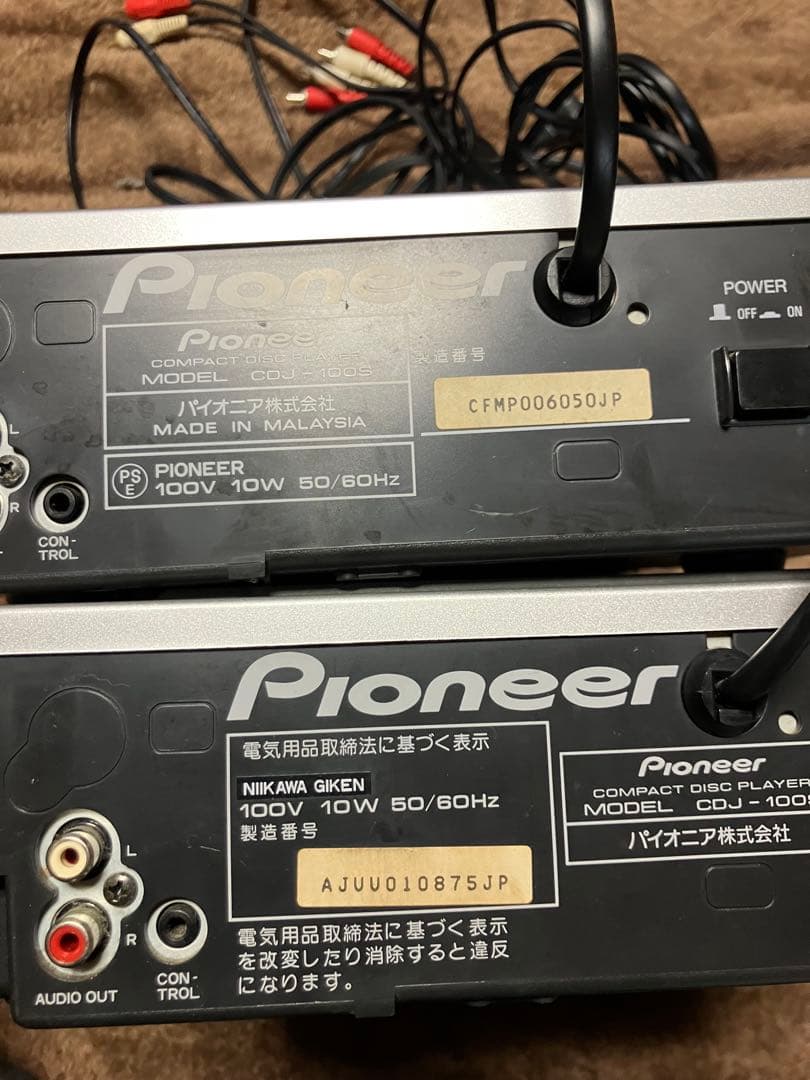 Pioneer
POWER
OFF ON
Pioneer
COMPACT DISC PLAYER
MODEL CDJ-100S
製造番号
CFMP006050JP
パイオニア株式会社
MADE IN MALAYSIA
L
R
PS
E
PIONEER
100V 10W 50/60Hz
CON-
TROL
Pioneer
電気用品取締法に基づく表示
NIIKAWA GIKEN
100V 10W 50/60Hz
製造番号
AJUU010875JP
Pioneer
COMPACT DISC PLAYER
MODEL CDJ-100S
パイオニア株式会社
L
R
AUDIO OUT
CON-
TROL
電気用品取締法に基づく表示
を改変したり消除すると違反
になります。